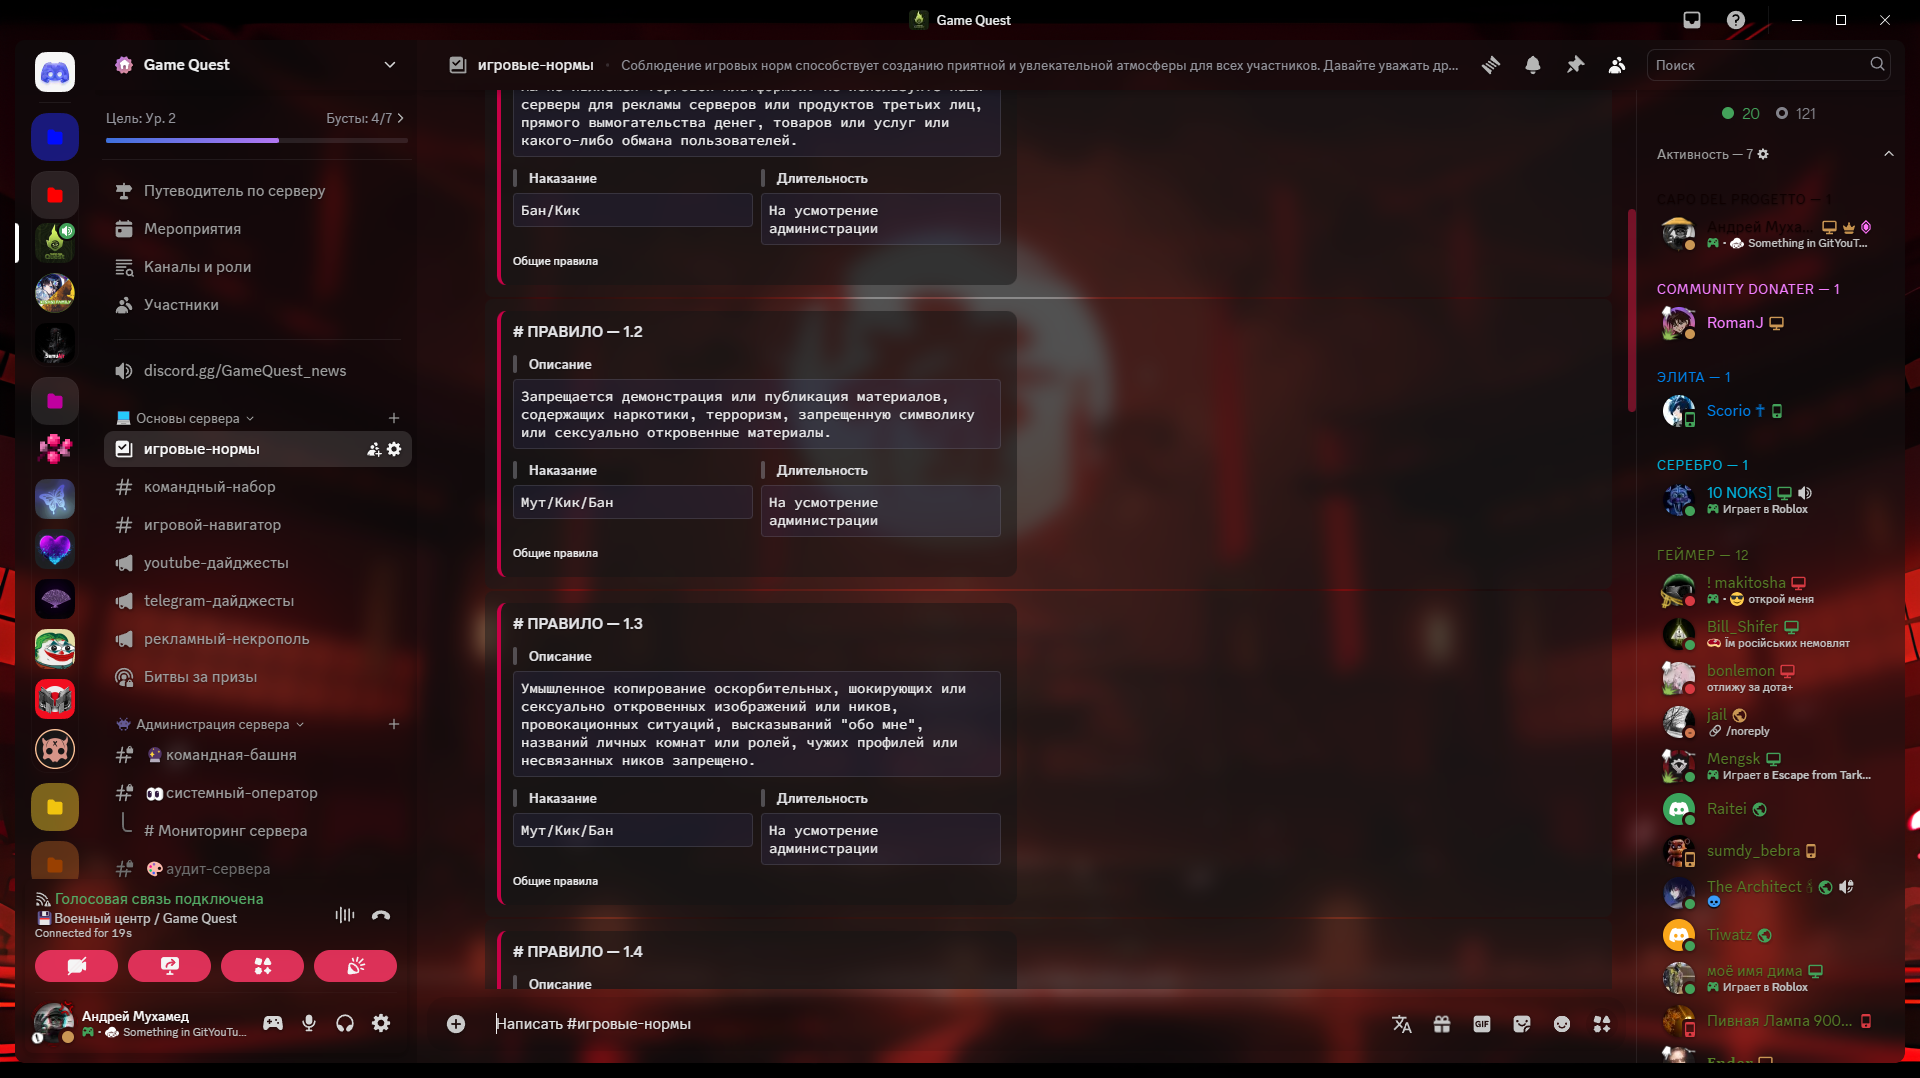 Game Quest
Game Quest
Цель: Ур. 2
Бусты: 4/7
Путеводитель по серверу
Мероприятия
Каналы и роли
Участники
discord.gg/GameQuest_news
Основы сервера
игровые-нормы
командный-набор
игровой-навигатор
youtube-дайджесты
telegram-дайджесты
рекламный-некрополь
Битвы за призы
Администрация сервера
командная-башня
системный-оператор
# Мониторинг сервера
аудит-сервера
Голосовая связь подключена
Военный центр / Game Quest
Connected for 19s
Андрей Мухамед
Something in GitYouTu...
игровые-нормы
Соблюдение игровых норм способствует созданию приятной и увлекательной атмосферы для всех участников. Давайте уважать др...
Поиск
серверы для рекламы серверов или продуктов третьих лиц,
прямого вымогательства денег, товаров или услуг или
какого-либо обмана пользователей.
Наказание
Длительность
Бан/Кик
На усмотрение
администрации
Общие правила
# ПРАВИЛО — 1.2
Описание
Запрещается демонстрация или публикация материалов,
содержащих наркотики, терроризм, запрещенную символику
или сексуально откровенные материалы.
Наказание
Длительность
Мут/Кик/Бан
На усмотрение
администрации
Общие правила
# ПРАВИЛО — 1.3
Описание
Умышленное копирование оскорбительных, шокирующих или
сексуально откровенных изображений или ников,
провокационных ситуаций, высказываний "обо мне",
названий личных комнат или ролей, чужих профилей или
несвязанных ников запрещено.
Наказание
Длительность
Мут/Кик/Бан
На усмотрение
администрации
Общие правила
# ПРАВИЛО — 1.4
Описание
Написать #игровые-нормы
GIF
20
121
Активность — 7
CAPO DEL PROGETTO — 1
Андрей Муха...
Something in GitYouT...
COMMUNITY DONATER — 1
RomanJ
ЭЛИТА — 1
Scorio †
СЕРЕБРО — 1
10 NOKS]
Играет в Roblox
ГЕЙМЕР — 12
! makitosha
открой меня
Bill_Shifer
Їм російських немовлят
bonlemon
отлижу за дота+
jail
/noreply
Mengsk
Играет в Escape from Tark...
Raitei
sumdy_bebra
The Architect
Tiwatz
моё имя дима
Играет в Roblox
Пивная Лампа 900...